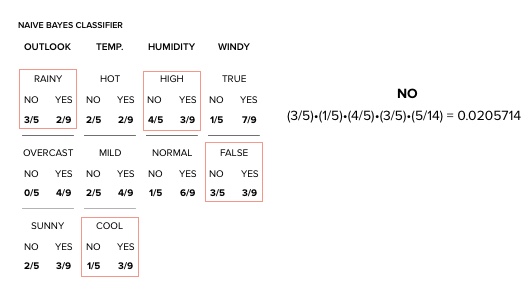 NAIVE BAYES CLASSIFIER
OUTLOOK TEMP. HUMIDITY WINDY
RAINY HOT HIGH TRUE
NO YES NO YES NO YES NO YES
3/5 2/9 2/5 2/9 4/5 3/9 1/5 7/9
NO
(3/5)•(1/5)•(4/5)•(3/5)•(5/14) = 0.0205714
OVERCAST MILD NORMAL FALSE
NO YES NO YES NO YES NO YES
0/5 4/9 2/5 4/9 1/5 6/9 3/5 3/9
SUNNY COOL
NO YES NO YES
2/5 3/9 1/5 3/9